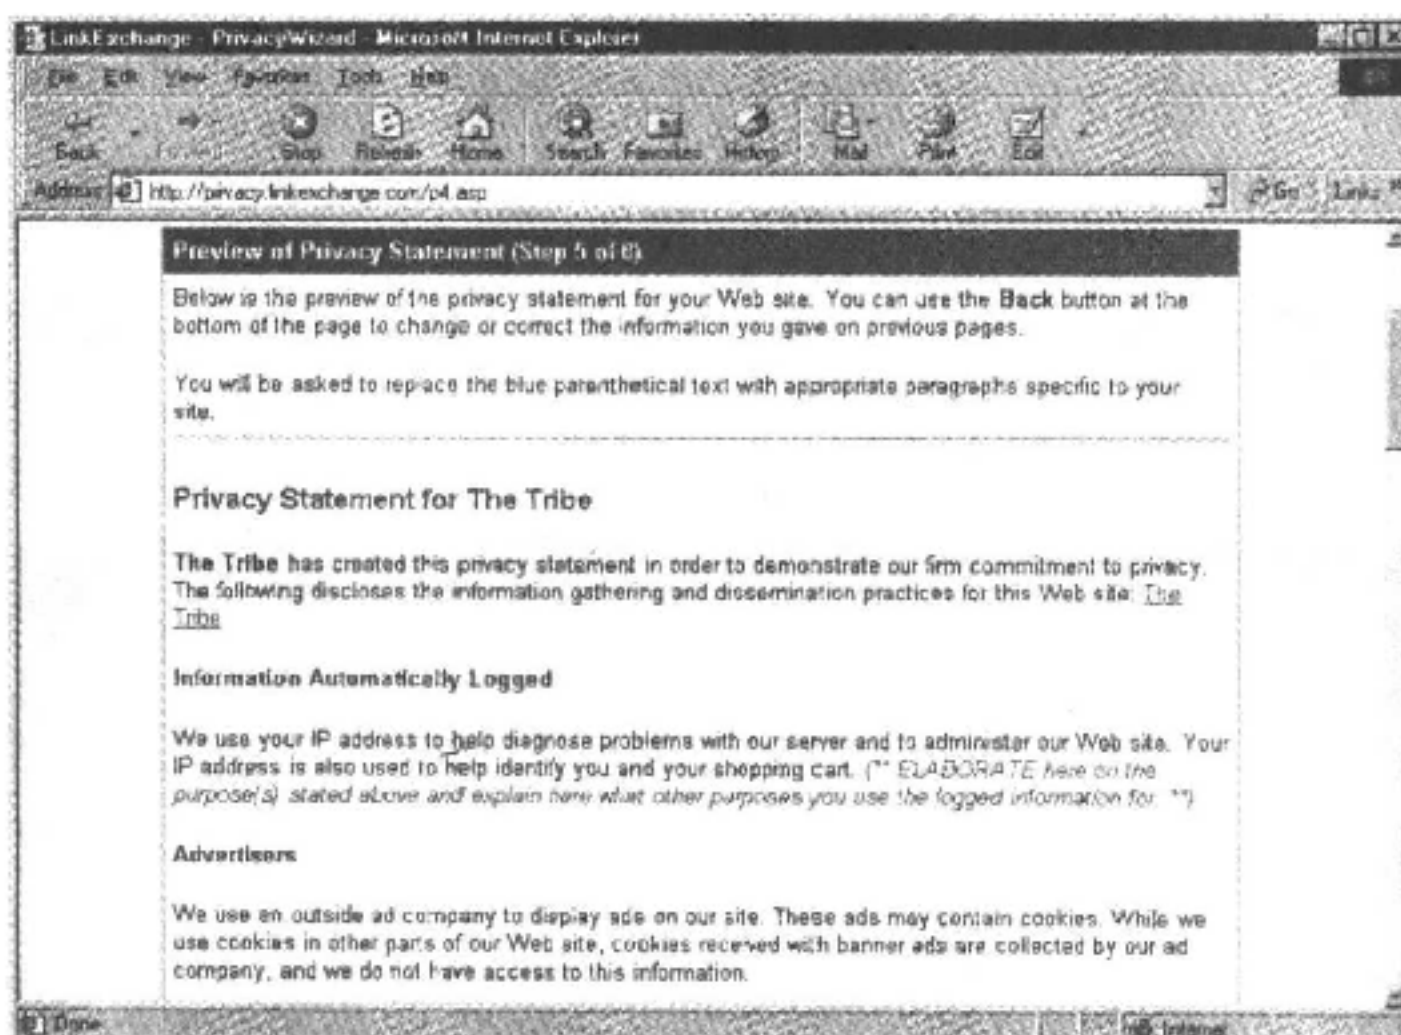 LinkExchange - PrivacyWizard - Microsoft Internet Explorer
File Edit View Favorites Tools Help
Back Forward Stop Refresh Home Search Favorites History Mail Print Edit
Address http://privacy.linkexchange.com/p4.asp Go Links »
Preview of Privacy Statement (Step 5 of 6)
Below is the preview of the privacy statement for your Web site. You can use the Back button at the
bottom of the page to change or correct the information you gave on previous pages.
You will be asked to replace the blue parenthetical text with appropriate paragraphs specific to your
site.
Privacy Statement for The Tribe
The Tribe has created this privacy statement in order to demonstrate our firm commitment to privacy.
The following discloses the information gathering and dissemination practices for this Web site: The
Tribe
Information Automatically Logged
We use your IP address to help diagnose problems with our server and to administer our Web site. Your
IP address is also used to help identify you and your shopping cart. (** ELABORATE here on the
purpose(s) stated above and explain here what other purposes you use the logged information for. **)
Advertisers
We use an outside ad company to display ads on our site. These ads may contain cookies. While we
use cookies in other parts of our Web site, cookies received with banner ads are collected by our ad
company, and we do not have access to this information.
Done Internet